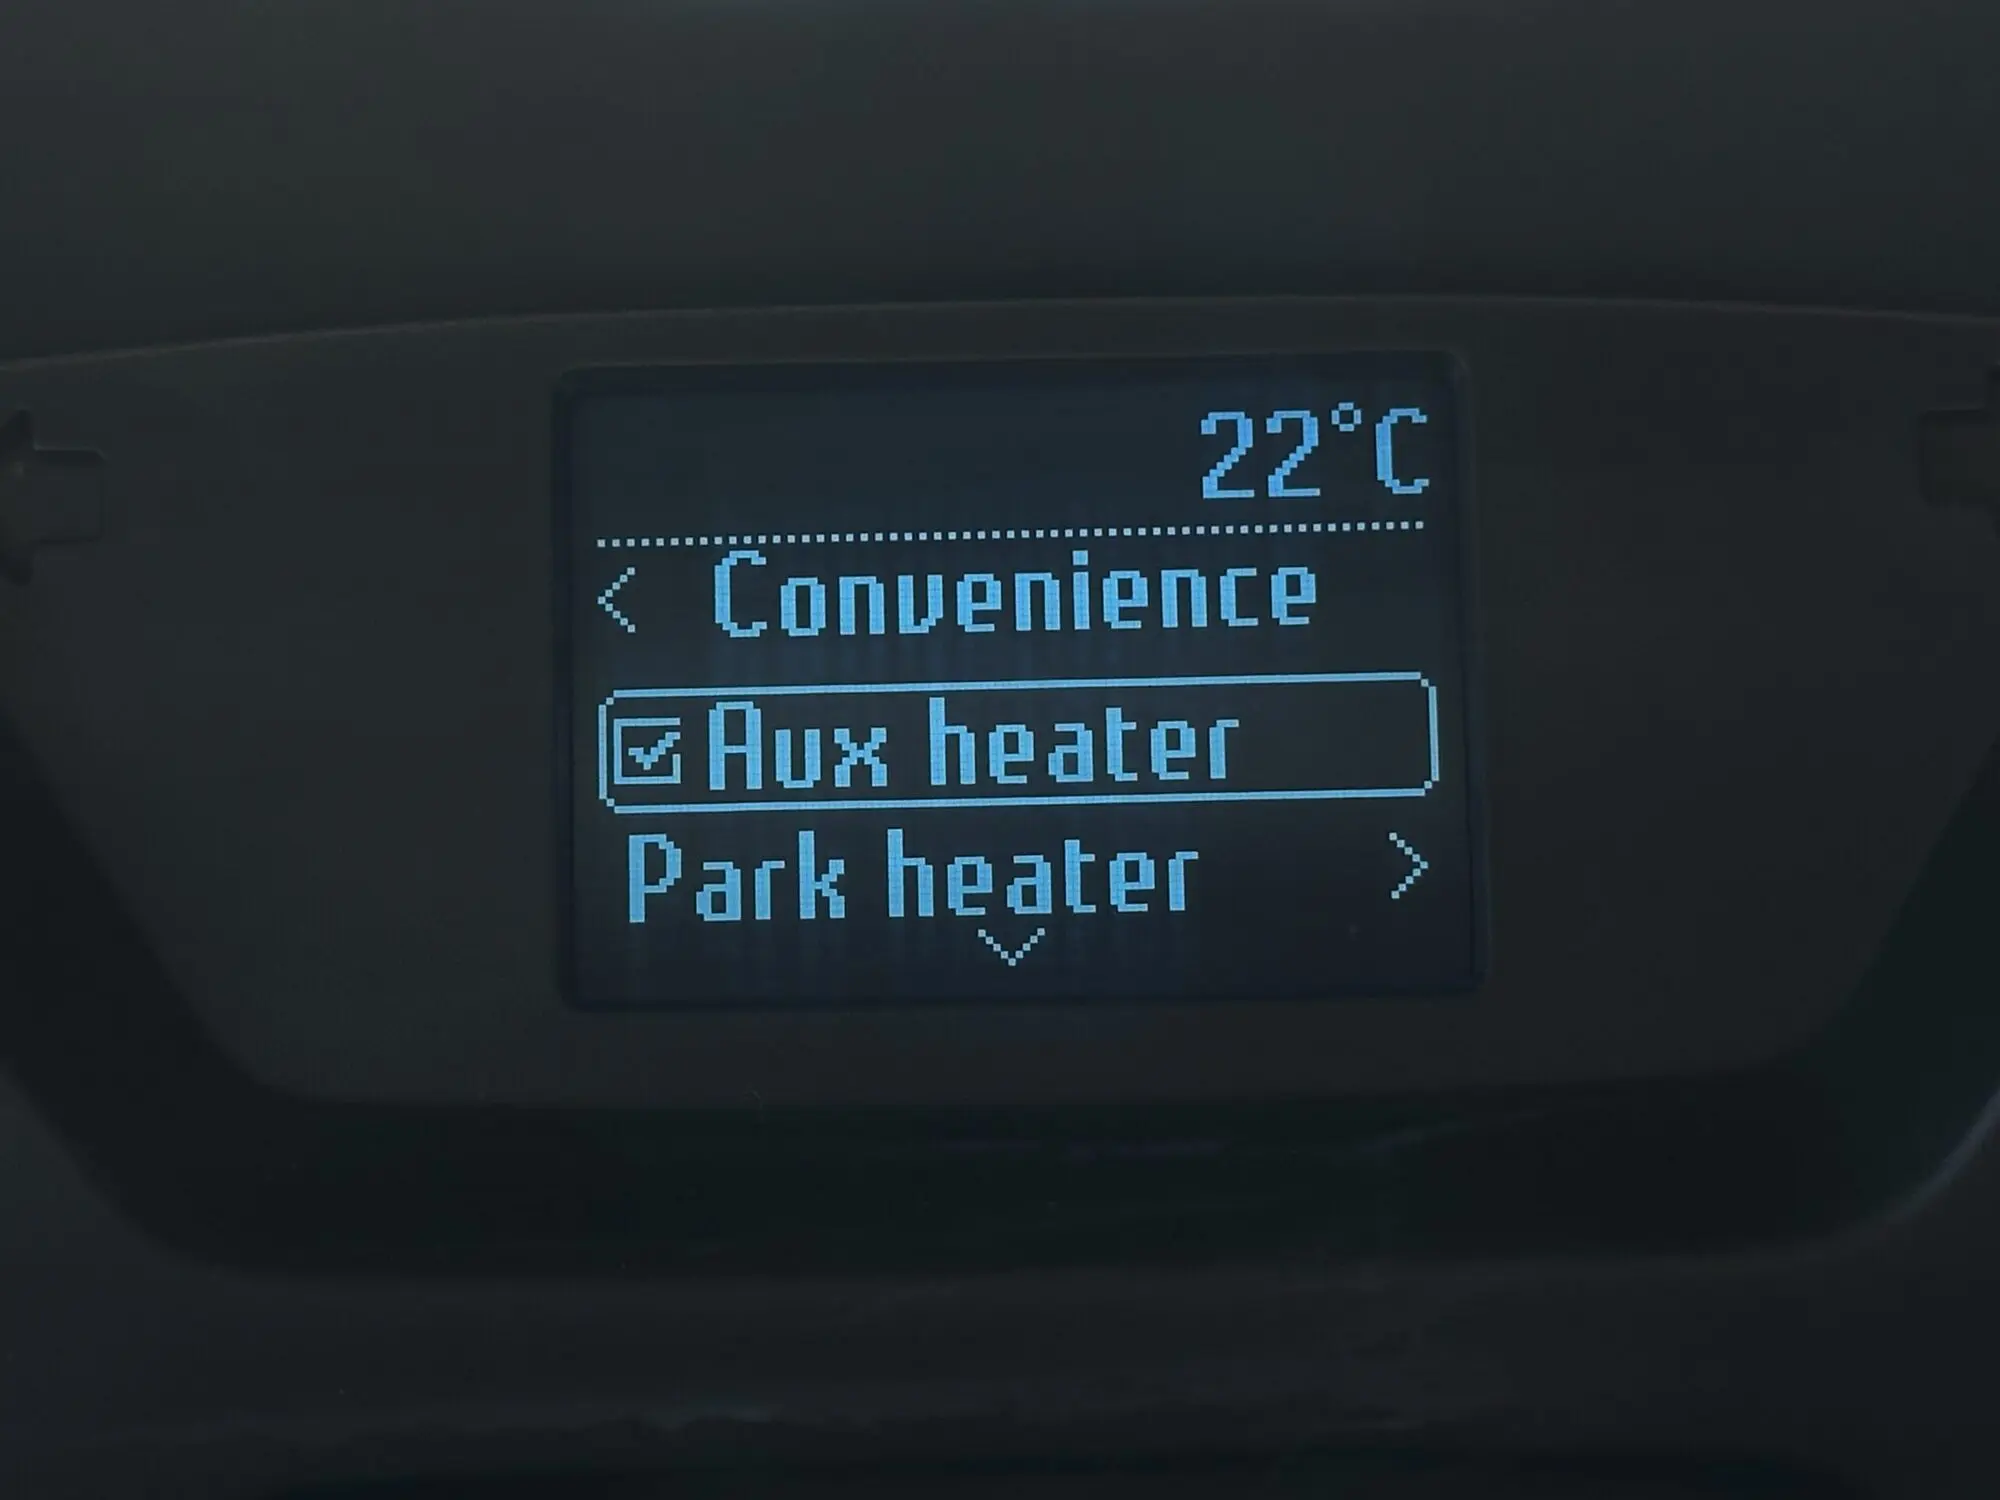 22°C
Convenience
Aux heater
Park heater